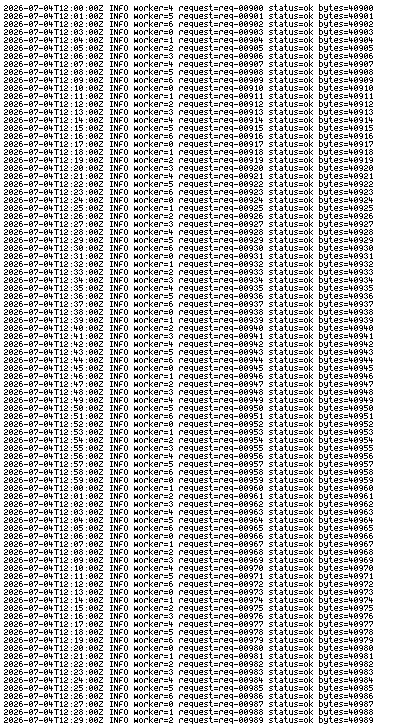 2026-07-04T12:00:00Z INFO worker=4 request=req-00900 status=ok bytes=40900
2026-07-04T12:01:00Z INFO worker=5 request=req-00901 status=ok bytes=40901
2026-07-04T12:02:00Z INFO worker=6 request=req-00902 status=ok bytes=40902
2026-07-04T12:03:00Z INFO worker=0 request=req-00903 status=ok bytes=40903
2026-07-04T12:04:00Z INFO worker=1 request=req-00904 status=ok bytes=40904
2026-07-04T12:05:00Z INFO worker=2 request=req-00905 status=ok bytes=40905
2026-07-04T12:06:00Z INFO worker=3 request=req-00906 status=ok bytes=40906
2026-07-04T12:07:00Z INFO worker=4 request=req-00907 status=ok bytes=40907
2026-07-04T12:08:00Z INFO worker=5 request=req-00908 status=ok bytes=40908
2026-07-04T12:09:00Z INFO worker=6 request=req-00909 status=ok bytes=40909
2026-07-04T12:10:00Z INFO worker=0 request=req-00910 status=ok bytes=40910
2026-07-04T12:11:00Z INFO worker=1 request=req-00911 status=ok bytes=40911
2026-07-04T12:12:00Z INFO worker=2 request=req-00912 status=ok bytes=40912
2026-07-04T12:13:00Z INFO worker=3 request=req-00913 status=ok bytes=40913
2026-07-04T12:14:00Z INFO worker=4 request=req-00914 status=ok bytes=40914
2026-07-04T12:15:00Z INFO worker=5 request=req-00915 status=ok bytes=40915
2026-07-04T12:16:00Z INFO worker=6 request=req-00916 status=ok bytes=40916
2026-07-04T12:17:00Z INFO worker=0 request=req-00917 status=ok bytes=40917
2026-07-04T12:18:00Z INFO worker=1 request=req-00918 status=ok bytes=40918
2026-07-04T12:19:00Z INFO worker=2 request=req-00919 status=ok bytes=40919
2026-07-04T12:20:00Z INFO worker=3 request=req-00920 status=ok bytes=40920
2026-07-04T12:21:00Z INFO worker=4 request=req-00921 status=ok bytes=40921
2026-07-04T12:22:00Z INFO worker=5 request=req-00922 status=ok bytes=40922
2026-07-04T12:23:00Z INFO worker=6 request=req-00923 status=ok bytes=40923
2026-07-04T12:24:00Z INFO worker=0 request=req-00924 status=ok bytes=40924
2026-07-04T12:25:00Z INFO worker=1 request=req-00925 status=ok bytes=40925
2026-07-04T12:26:00Z INFO worker=2 request=req-00926 status=ok bytes=40926
2026-07-04T12:27:00Z INFO worker=3 request=req-00927 status=ok bytes=40927
2026-07-04T12:28:00Z INFO worker=4 request=req-00928 status=ok bytes=40928
2026-07-04T12:29:00Z INFO worker=5 request=req-00929 status=ok bytes=40929
2026-07-04T12:30:00Z INFO worker=6 request=req-00930 status=ok bytes=40930
2026-07-04T12:31:00Z INFO worker=0 request=req-00931 status=ok bytes=40931
2026-07-04T12:32:00Z INFO worker=1 request=req-00932 status=ok bytes=40932
2026-07-04T12:33:00Z INFO worker=2 request=req-00933 status=ok bytes=40933
2026-07-04T12:34:00Z INFO worker=3 request=req-00934 status=ok bytes=40934
2026-07-04T12:35:00Z INFO worker=4 request=req-00935 status=ok bytes=40935
2026-07-04T12:36:00Z INFO worker=5 request=req-00936 status=ok bytes=40936
2026-07-04T12:37:00Z INFO worker=6 request=req-00937 status=ok bytes=40937
2026-07-04T12:38:00Z INFO worker=0 request=req-00938 status=ok bytes=40938
2026-07-04T12:39:00Z INFO worker=1 request=req-00939 status=ok bytes=40939
2026-07-04T12:40:00Z INFO worker=2 request=req-00940 status=ok bytes=40940
2026-07-04T12:41:00Z INFO worker=3 request=req-00941 status=ok bytes=40941
2026-07-04T12:42:00Z INFO worker=4 request=req-00942 status=ok bytes=40942
2026-07-04T12:43:00Z INFO worker=5 request=req-00943 status=ok bytes=40943
2026-07-04T12:44:00Z INFO worker=6 request=req-00944 status=ok bytes=40944
2026-07-04T12:45:00Z INFO worker=0 request=req-00945 status=ok bytes=40945
2026-07-04T12:46:00Z INFO worker=1 request=req-00946 status=ok bytes=40946
2026-07-04T12:47:00Z INFO worker=2 request=req-00947 status=ok bytes=40947
2026-07-04T12:48:00Z INFO worker=3 request=req-00948 status=ok bytes=40948
2026-07-04T12:49:00Z INFO worker=4 request=req-00949 status=ok bytes=40949
2026-07-04T12:50:00Z INFO worker=5 request=req-00950 status=ok bytes=40950
2026-07-04T12:51:00Z INFO worker=6 request=req-00951 status=ok bytes=40951
2026-07-04T12:52:00Z INFO worker=0 request=req-00952 status=ok bytes=40952
2026-07-04T12:53:00Z INFO worker=1 request=req-00953 status=ok bytes=40953
2026-07-04T12:54:00Z INFO worker=2 request=req-00954 status=ok bytes=40954
2026-07-04T12:55:00Z INFO worker=3 request=req-00955 status=ok bytes=40955
2026-07-04T12:56:00Z INFO worker=4 request=req-00956 status=ok bytes=40956
2026-07-04T12:57:00Z INFO worker=5 request=req-00957 status=ok bytes=40957
2026-07-04T12:58:00Z INFO worker=6 request=req-00958 status=ok bytes=40958
2026-07-04T12:59:00Z INFO worker=0 request=req-00959 status=ok bytes=40959
2026-07-04T12:00:00Z INFO worker=1 request=req-00960 status=ok bytes=40960
2026-07-04T12:01:00Z INFO worker=2 request=req-00961 status=ok bytes=40961
2026-07-04T12:02:00Z INFO worker=3 request=req-00962 status=ok bytes=40962
2026-07-04T12:03:00Z INFO worker=4 request=req-00963 status=ok bytes=40963
2026-07-04T12:04:00Z INFO worker=5 request=req-00964 status=ok bytes=40964
2026-07-04T12:05:00Z INFO worker=6 request=req-00965 status=ok bytes=40965
2026-07-04T12:06:00Z INFO worker=0 request=req-00966 status=ok bytes=40966
2026-07-04T12:07:00Z INFO worker=1 request=req-00967 status=ok bytes=40967
2026-07-04T12:08:00Z INFO worker=2 request=req-00968 status=ok bytes=40968
2026-07-04T12:09:00Z INFO worker=3 request=req-00969 status=ok bytes=40969
2026-07-04T12:10:00Z INFO worker=4 request=req-00970 status=ok bytes=40970
2026-07-04T12:11:00Z INFO worker=5 request=req-00971 status=ok bytes=40971
2026-07-04T12:12:00Z INFO worker=6 request=req-00972 status=ok bytes=40972
2026-07-04T12:13:00Z INFO worker=0 request=req-00973 status=ok bytes=40973
2026-07-04T12:14:00Z INFO worker=1 request=req-00974 status=ok bytes=40974
2026-07-04T12:15:00Z INFO worker=2 request=req-00975 status=ok bytes=40975
2026-07-04T12:16:00Z INFO worker=3 request=req-00976 status=ok bytes=40976
2026-07-04T12:17:00Z INFO worker=4 request=req-00977 status=ok bytes=40977
2026-07-04T12:18:00Z INFO worker=5 request=req-00978 status=ok bytes=40978
2026-07-04T12:19:00Z INFO worker=6 request=req-00979 status=ok bytes=40979
2026-07-04T12:20:00Z INFO worker=0 request=req-00980 status=ok bytes=40980
2026-07-04T12:21:00Z INFO worker=1 request=req-00981 status=ok bytes=40981
2026-07-04T12:22:00Z INFO worker=2 request=req-00982 status=ok bytes=40982
2026-07-04T12:23:00Z INFO worker=3 request=req-00983 status=ok bytes=40983
2026-07-04T12:24:00Z INFO worker=4 request=req-00984 status=ok bytes=40984
2026-07-04T12:25:00Z INFO worker=5 request=req-00985 status=ok bytes=40985
2026-07-04T12:26:00Z INFO worker=6 request=req-00986 status=ok bytes=40986
2026-07-04T12:27:00Z INFO worker=0 request=req-00987 status=ok bytes=40987
2026-07-04T12:28:00Z INFO worker=1 request=req-00988 status=ok bytes=40988
2026-07-04T12:29:00Z INFO worker=2 request=req-00989 status=ok bytes=40989